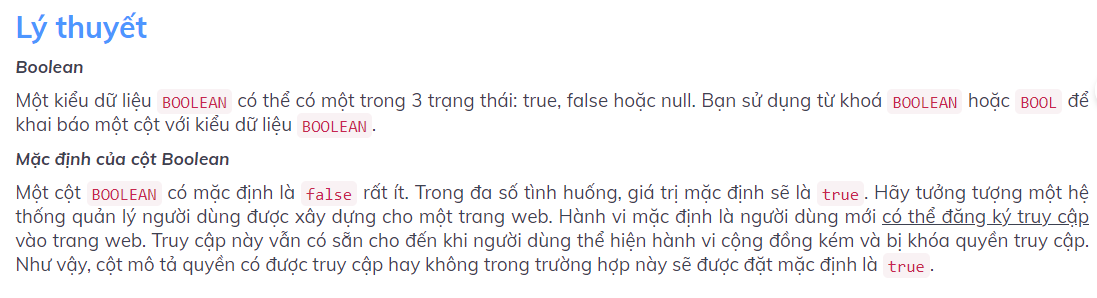 Lý thuyết
Boolean
Một kiểu dữ liệu BOOLEAN có thể có một trong 3 trạng thái: true, false hoặc null. Bạn sử dụng từ khoá BOOLEAN hoặc BOOL để
khai báo một cột với kiểu dữ liệu BOOLEAN.
Mặc định của cột Boolean
Một cột BOOLEAN có mặc định là false rất ít. Trong đa số tình huống, giá trị mặc định sẽ là true. Hãy tưởng tượng một hệ
thống quản lý người dùng được xây dựng cho một trang web. Hành vi mặc định là người dùng mới có thể đăng ký truy cập
vào trang web. Truy cập này vẫn có sẵn cho đến khi người dùng thể hiện hành vi cộng đồng kém và bị khóa quyền truy cập.
Như vậy, cột mô tả quyền có được truy cập hay không trong trường hợp này sẽ được đặt mặc định là true.